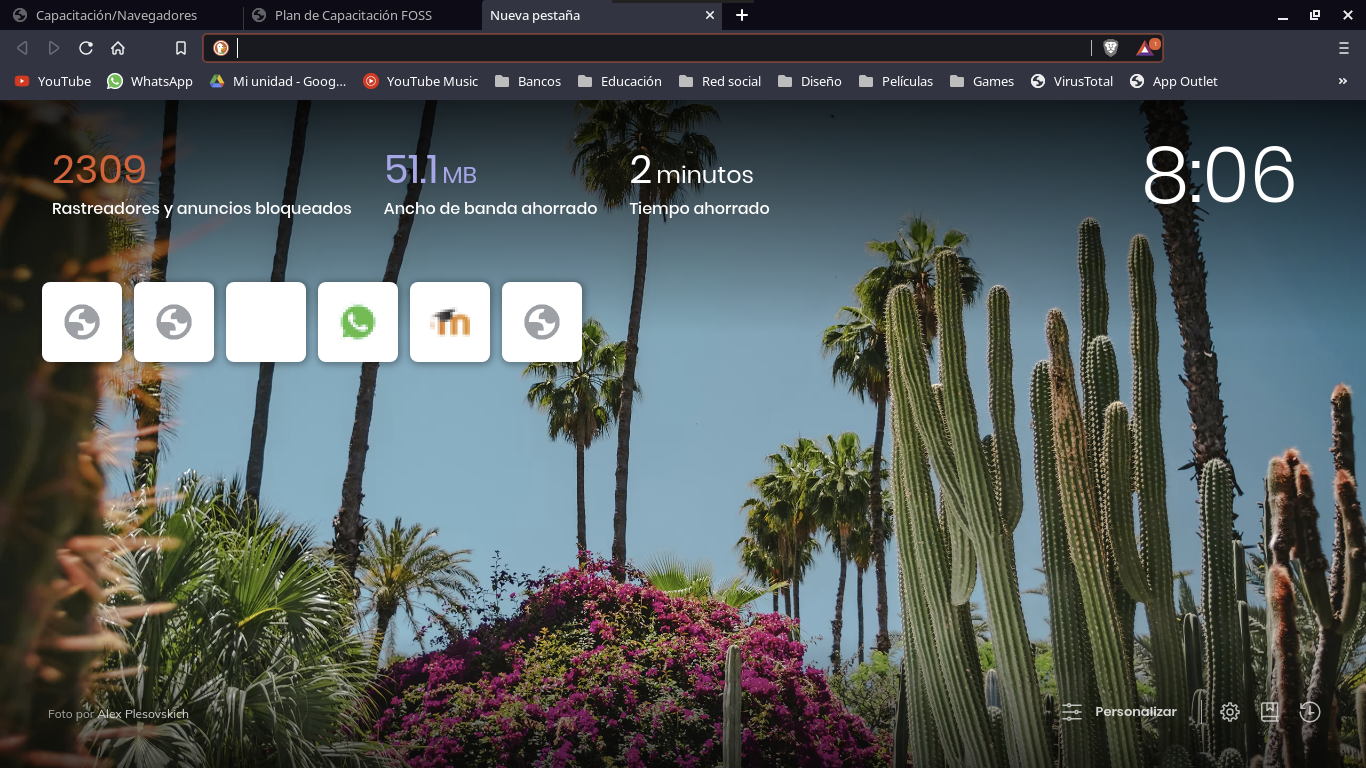 Capacitación/Navegadores
Plan de Capacitación FOSS
Nueva pestaña
1
YouTube
WhatsApp
Mi unidad - Goog...
YouTube Music
Bancos
Educación
Red social
Diseño
Películas
Games
VirusTotal
App Outlet
2309
Rastreadores y anuncios bloqueados
51.1 MB
Ancho de banda ahorrado
2 minutos
Tiempo ahorrado
8:06
m
Foto por Alex Plesovskich
Personalizar